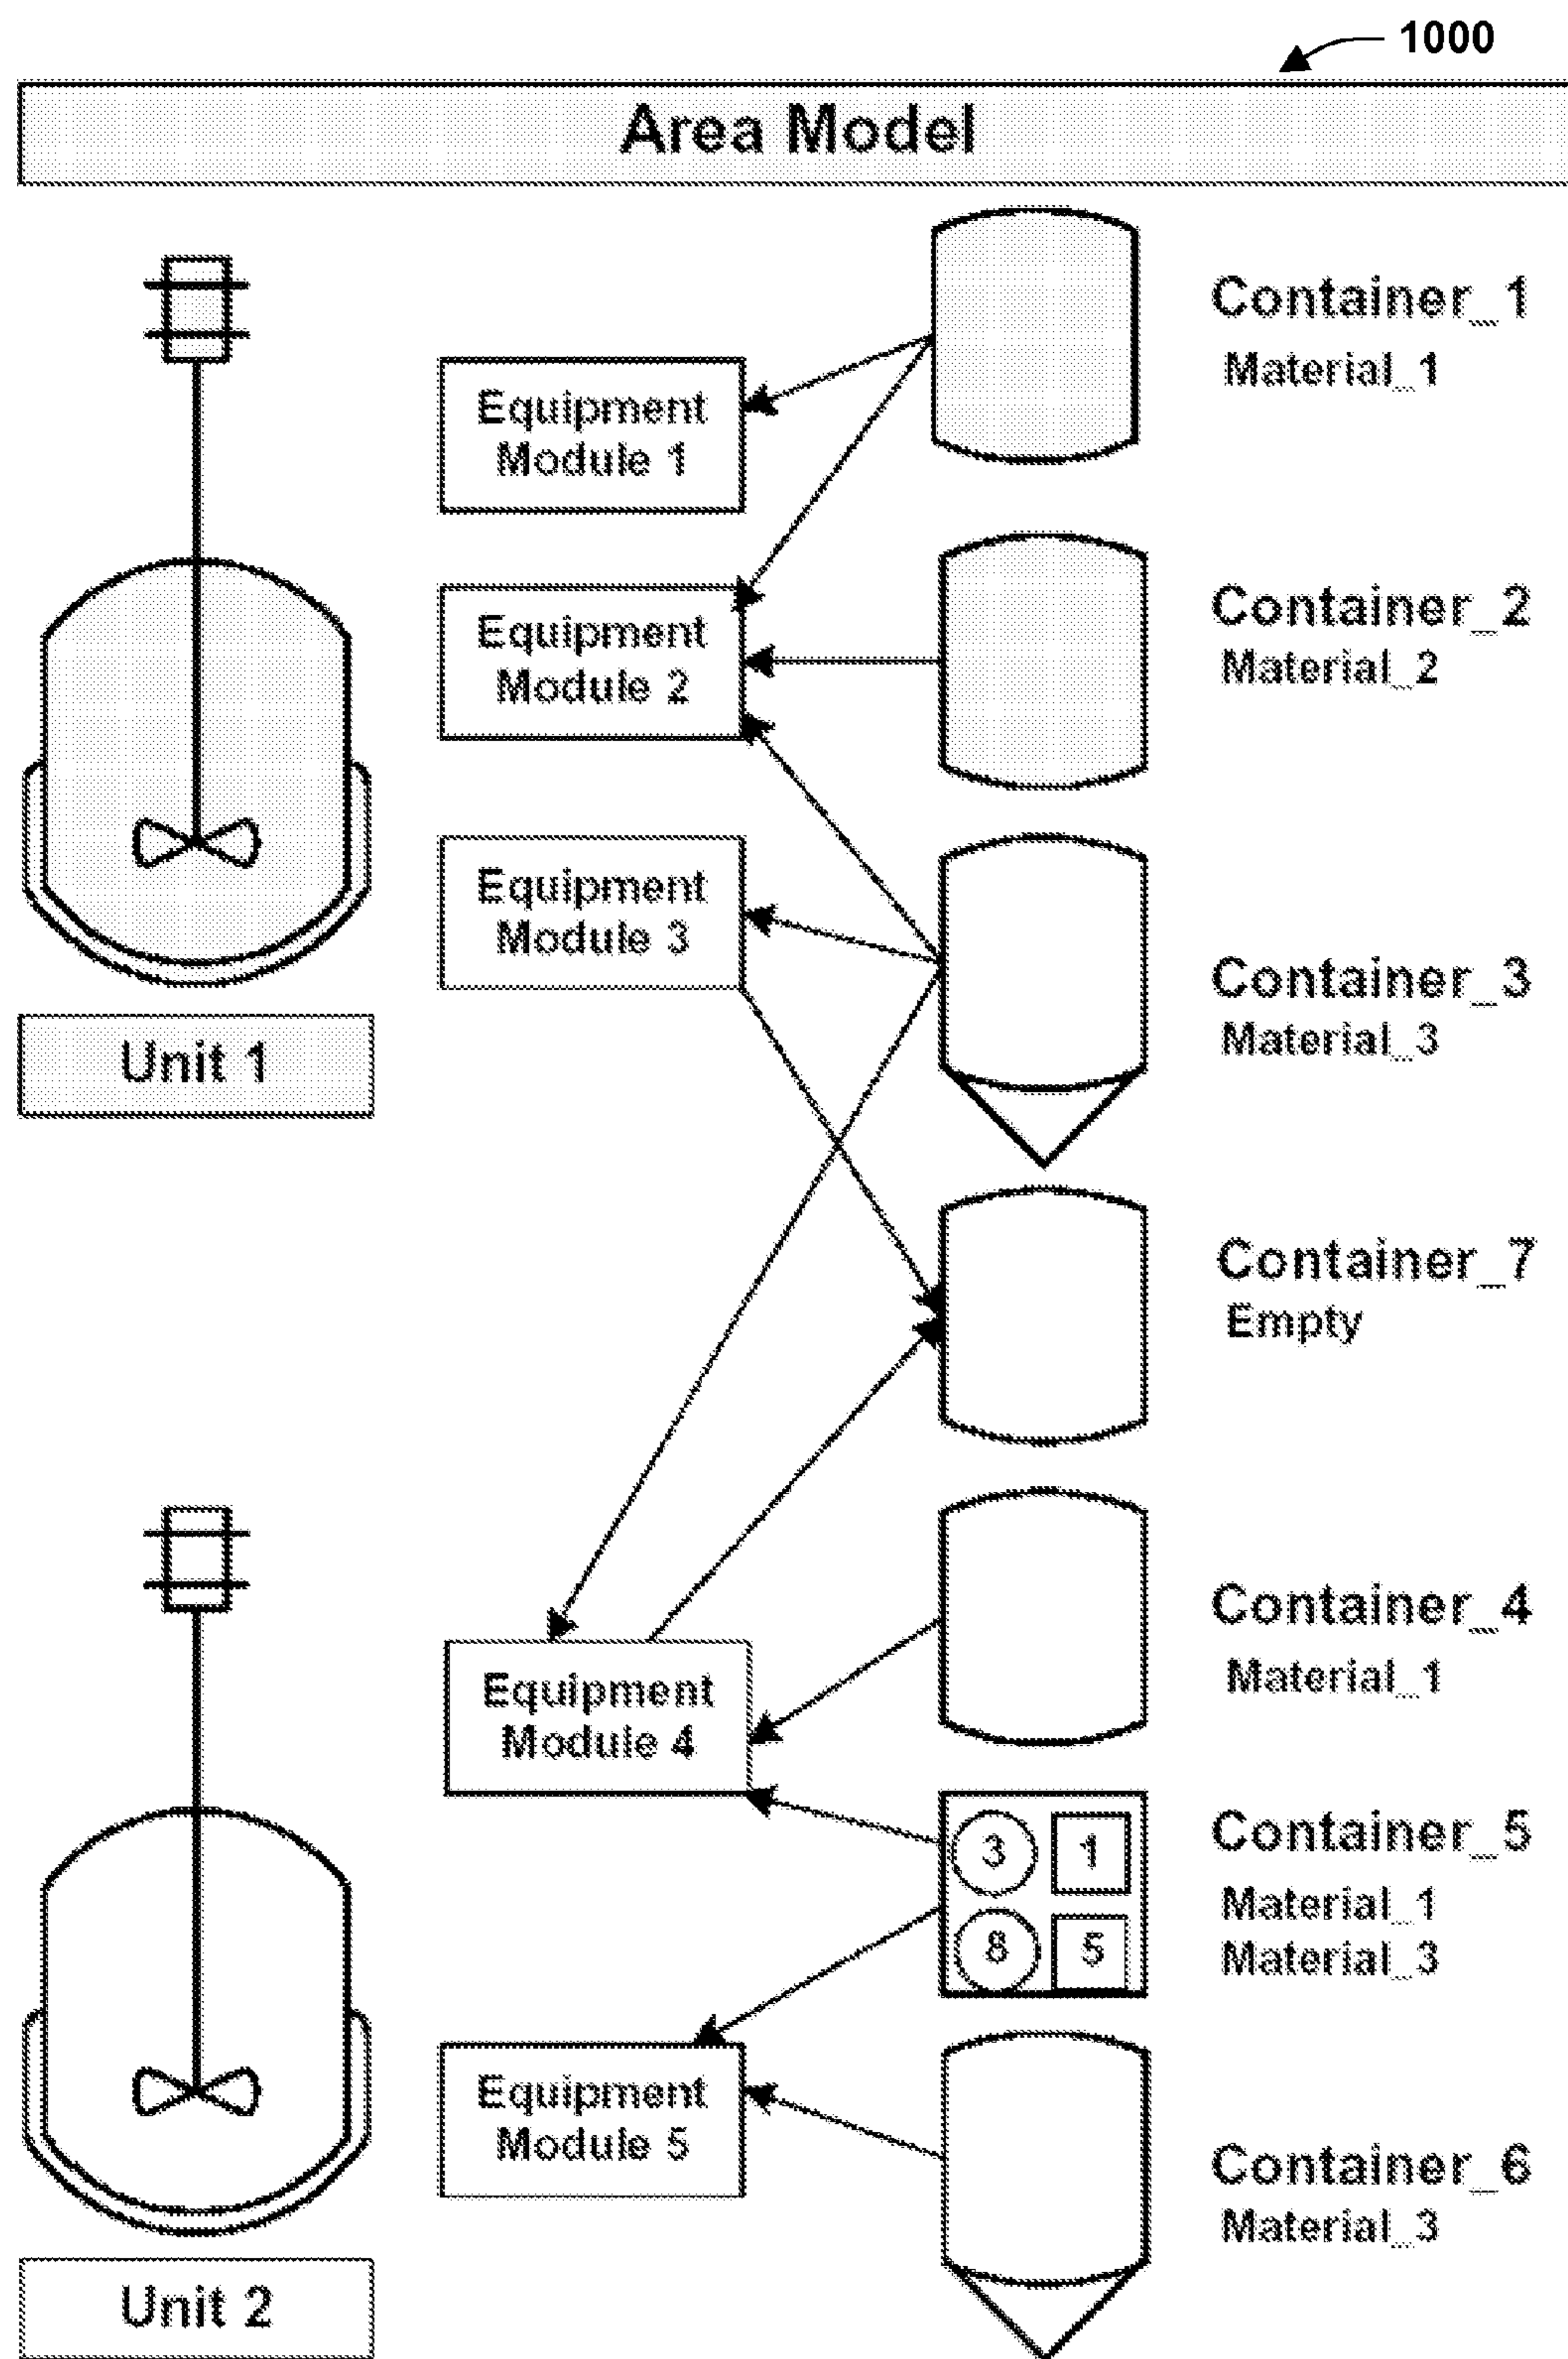 1000
Area Model
Container_1
Material_1
Equipment
Module 1
Container_2
Material_2
Equipment
Module 2
Equipment
Module 3
Container_3
Material_3
Unit 1
Container_7
Empty
Container_4
Material_1
Equipment
Module 4
Container_5
Material_1
Material_3
3 1
8 5
Equipment
Module 5
Container_6
Material_3
Unit 2